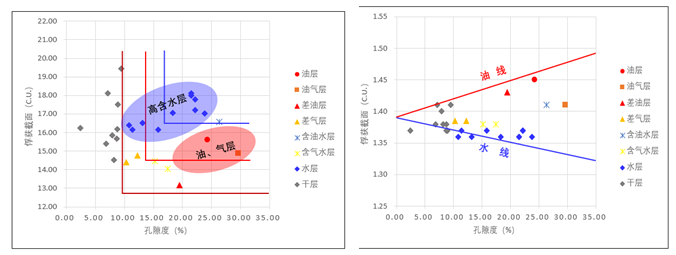 22.00
21.00
20.00
19.00
18.00
17.00
16.00
15.00
14.00
13.00
12.00
俘获截面（C.U.）
0.00 5.00 10.00 15.00 20.00 25.00 30.00 35.00
孔隙度（%）
高含水层
油、气层
油层
油气层
差油层
差气层
含油水层
含气水层
水层
干层
1.55
1.50
1.45
1.40
1.35
1.30
1.25
俘获截面（C.U.）
0.00 5.00 10.00 15.00 20.00 25.00 30.00 35.00
孔隙度（%）
油 线
水 线
油层
油气层
差油层
差气层
含油水层
含气水层
水层
干层